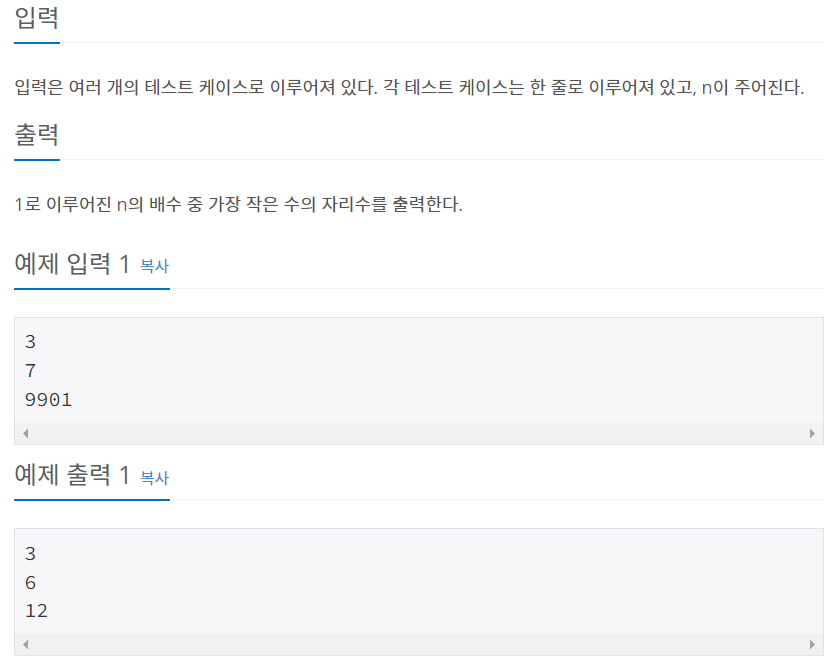 입력
입력은 여러 개의 테스트 케이스로 이루어져 있다. 각 테스트 케이스는 한 줄로 이루어져 있고, n이 주어진다.
출력
1로 이루어진 n의 배수 중 가장 작은 수의 자리수를 출력한다.
예제 입력 1 복사
3
7
9901
예제 출력 1 복사
3
6
12